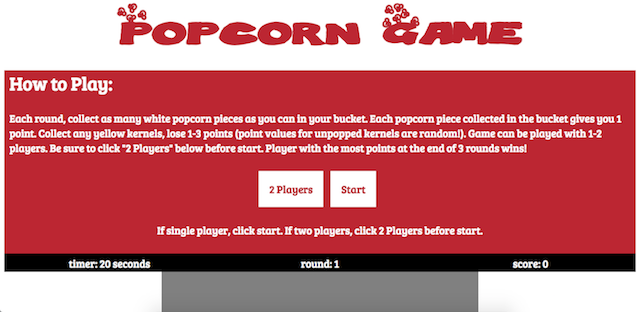 POPCORN GAME
How to Play:
Each round, collect as many white popcorn pieces as you can in your bucket. Each popcorn piece collected in the bucket gives you 1
point. Collect any yellow kernels, lose 1-3 points (point values for unpopped kernels are random!). Game can be played with 1-2
players. Be sure to click "2 Players" below before start. Player with the most points at the end of 3 rounds wins!
2 Players Start
If single player, click start. If two players, click 2 Players before start.
timer: 20 seconds round: 1 score: 0